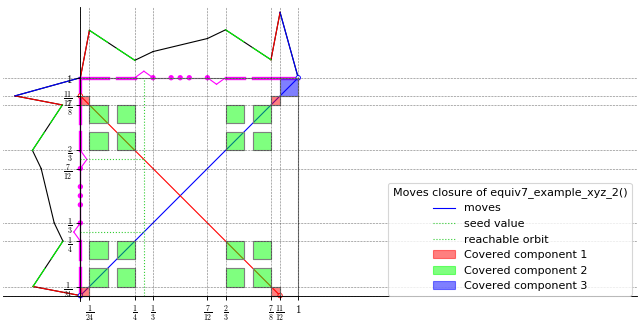 1
11/12
7/8
2/3
7/12
1/3
1/4
1/24
1/24 1/4 1/3 7/12 2/3 7/8 11/12 1
Moves closure of equiv7_example_xyz_2()
moves
seed value
reachable orbit
Covered component 1
Covered component 2
Covered component 3